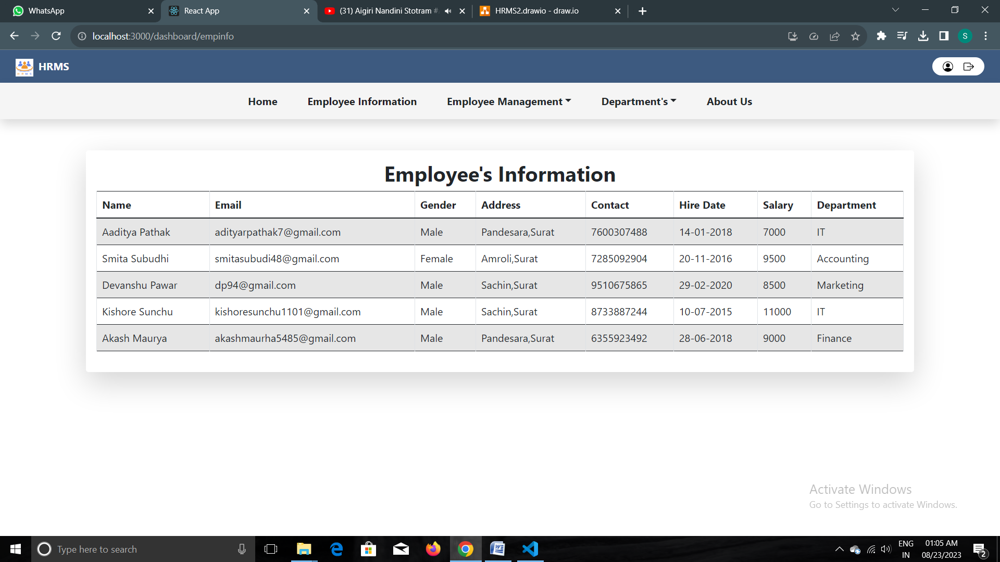 WhatsApp
React App
(31) Aigiri Nandini Stotram #
HRMS2.drawio - draw.io
localhost:3000/dashboard/empinfo
S
HRMS
HRMS
Home Employee Information Employee Management Department's About Us
Employee's Information
Name Email Gender Address Contact Hire Date Salary Department
Aaditya Pathak adityarpathak7@gmail.com Male Pandesara,Surat 7600307488 14-01-2018 7000 IT
Smita Subudhi smitasubudi48@gmail.com Female Amroli,Surat 7285092904 20-11-2016 9500 Accounting
Devanshu Pawar dp94@gmail.com Male Sachin,Surat 9510675865 29-02-2020 8500 Marketing
Kishore Sunchu kishoresunchu1101@gmail.com Male Sachin,Surat 8733887244 10-07-2015 11000 IT
Akash Maurya akashmaurha5485@gmail.com Male Pandesara,Surat 6355923492 28-06-2018 9000 Finance
Activate Windows
Go to Settings to activate Windows.
Type here to search
ENG
IN
01:05 AM
08/23/2023
2